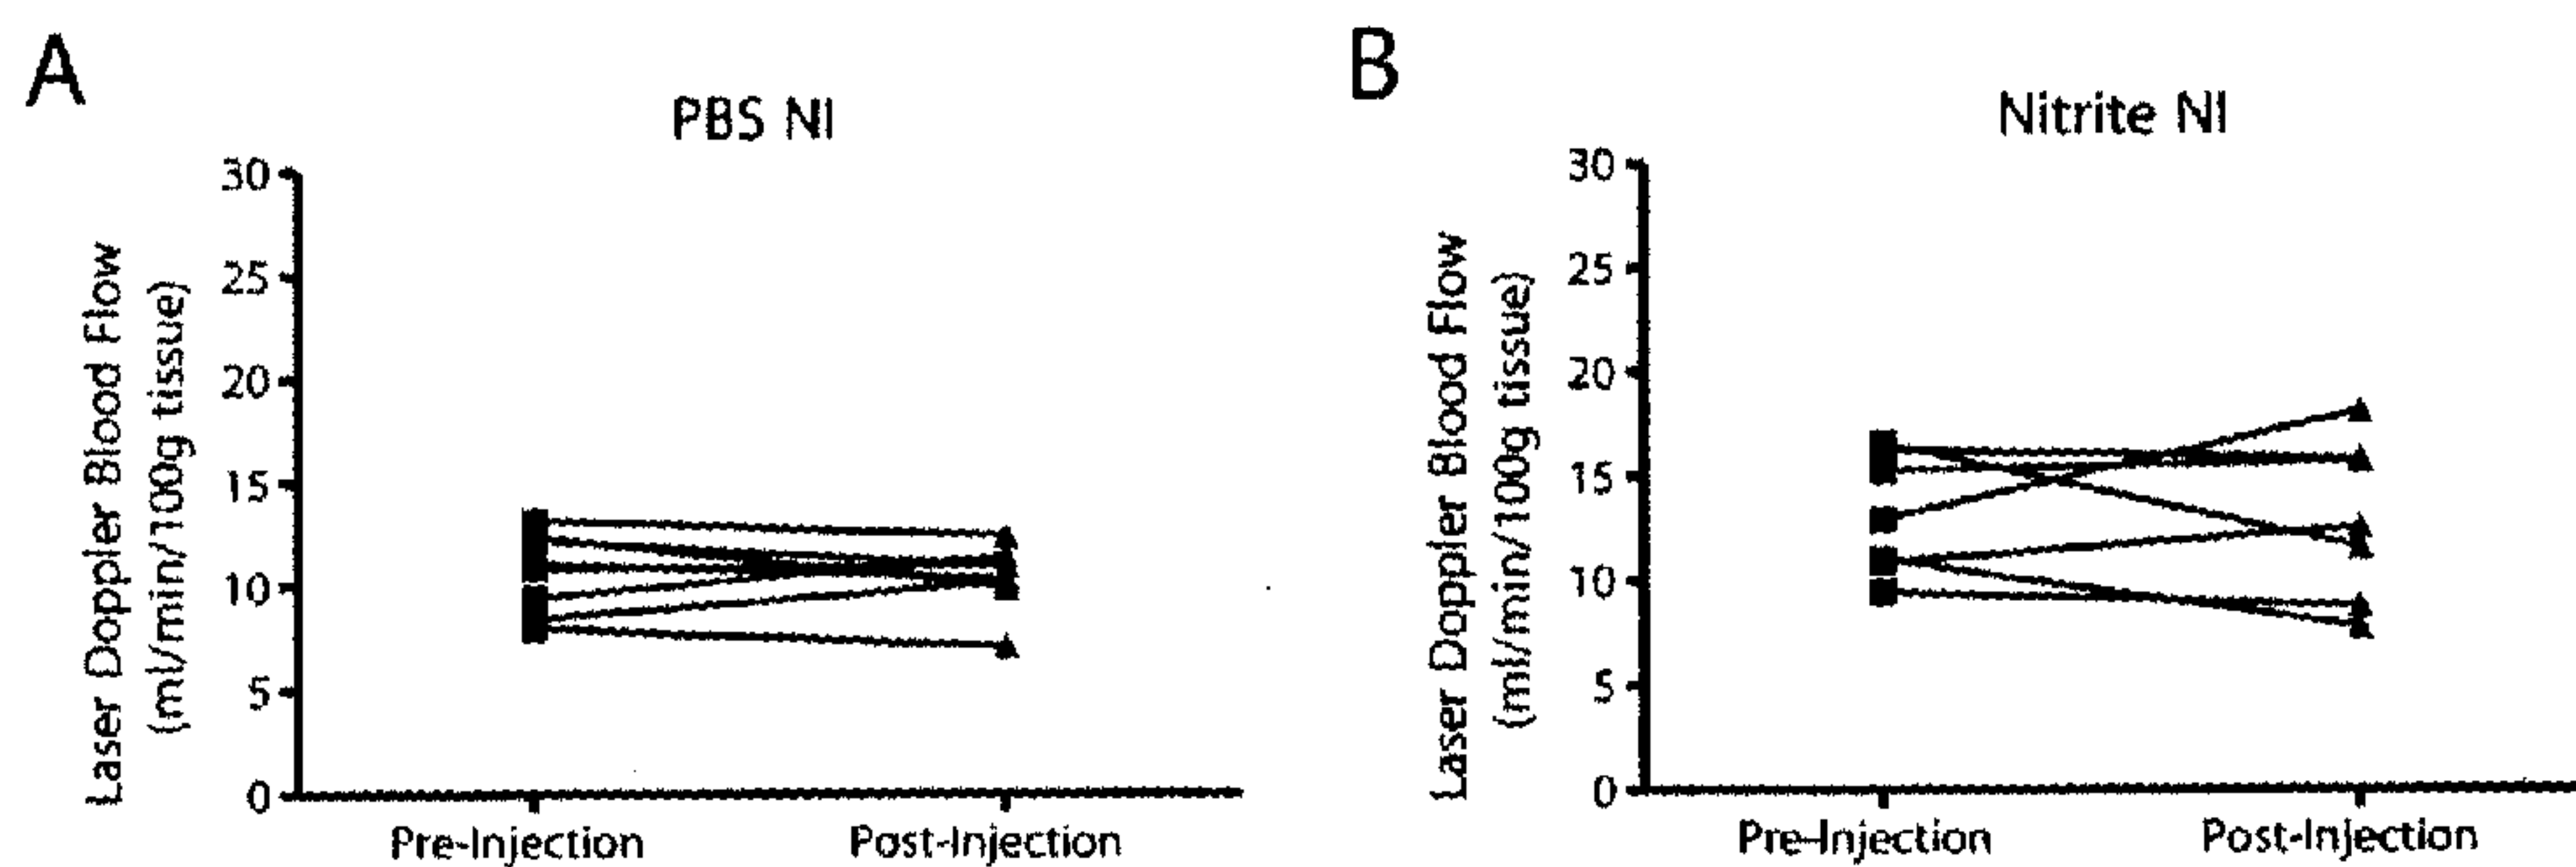 A
PBS NI
30
25
20
15
10
5
0
Laser Doppler Blood Flow
(ml/min/100g tissue)
Pre-Injection
Post-Injection
B
Nitrite NI
30
25
20
15
10
5
0
Laser Doppler Blood Flow
(ml/min/100g tissue)
Pre-Injection
Post-Injection